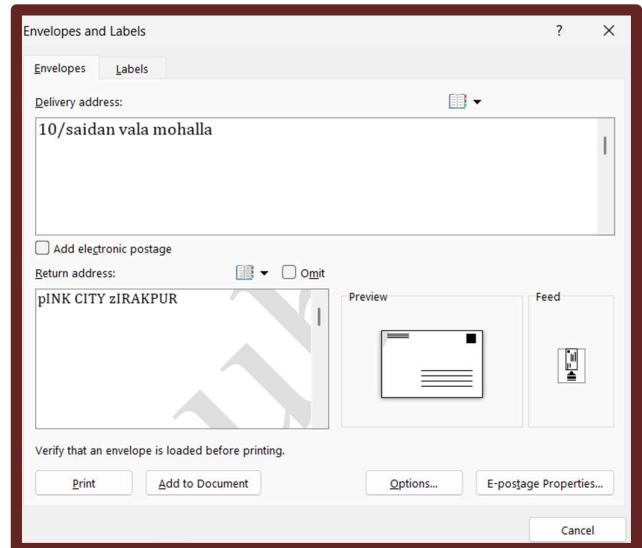 Envelopes and Labels
Envelopes Labels
Delivery address:
10/saidan vala mohalla
Add electronic postage
Return address: Omit
pINK CITY zIRAKPUR
Preview
Feed
Verify that an envelope is loaded before printing.
Print Add to Document Options... E-postage Properties...
Cancel